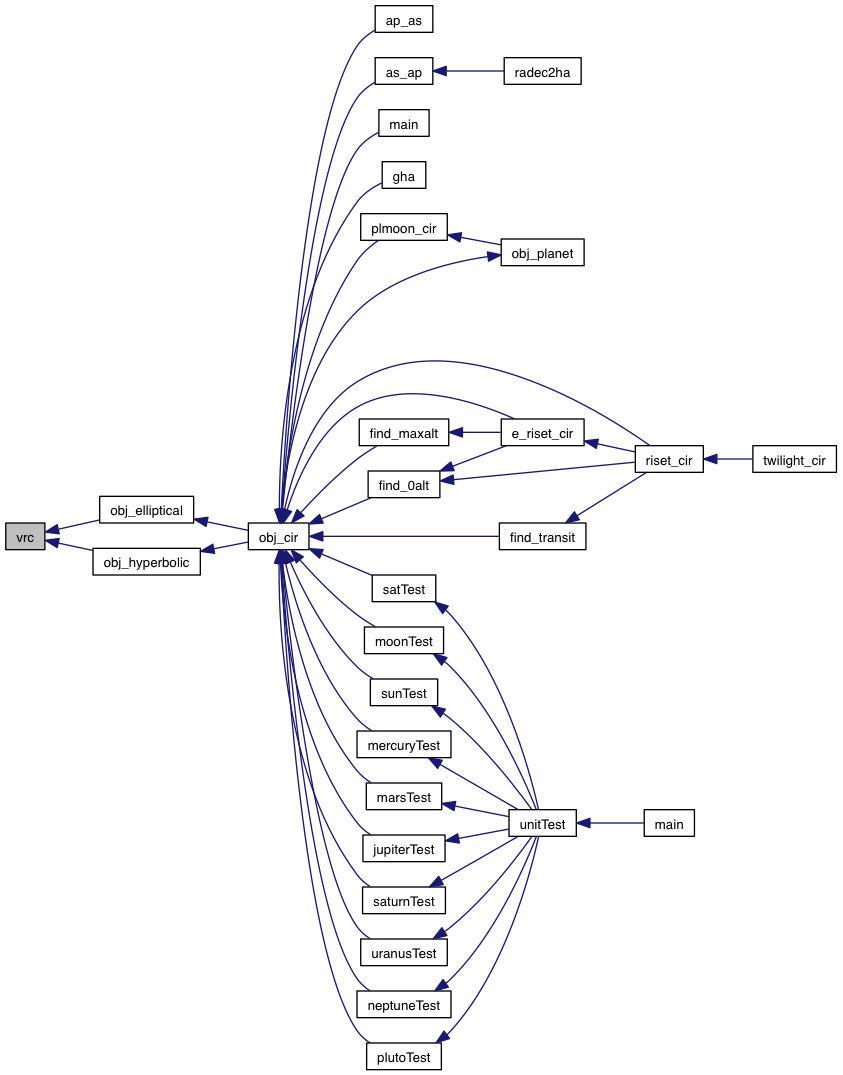 ap_as
as_ap
radec2ha
main
gha
plmoon_cir
obj_planet
find_maxalt
e_riset_cir
riset_cir
twilight_cir
find_0alt
obj_elliptical
vrc
obj_cir
find_transit
obj_hyperbolic
satTest
moonTest
sunTest
mercuryTest
marsTest
unitTest
main
jupiterTest
saturnTest
uranusTest
neptuneTest
plutoTest